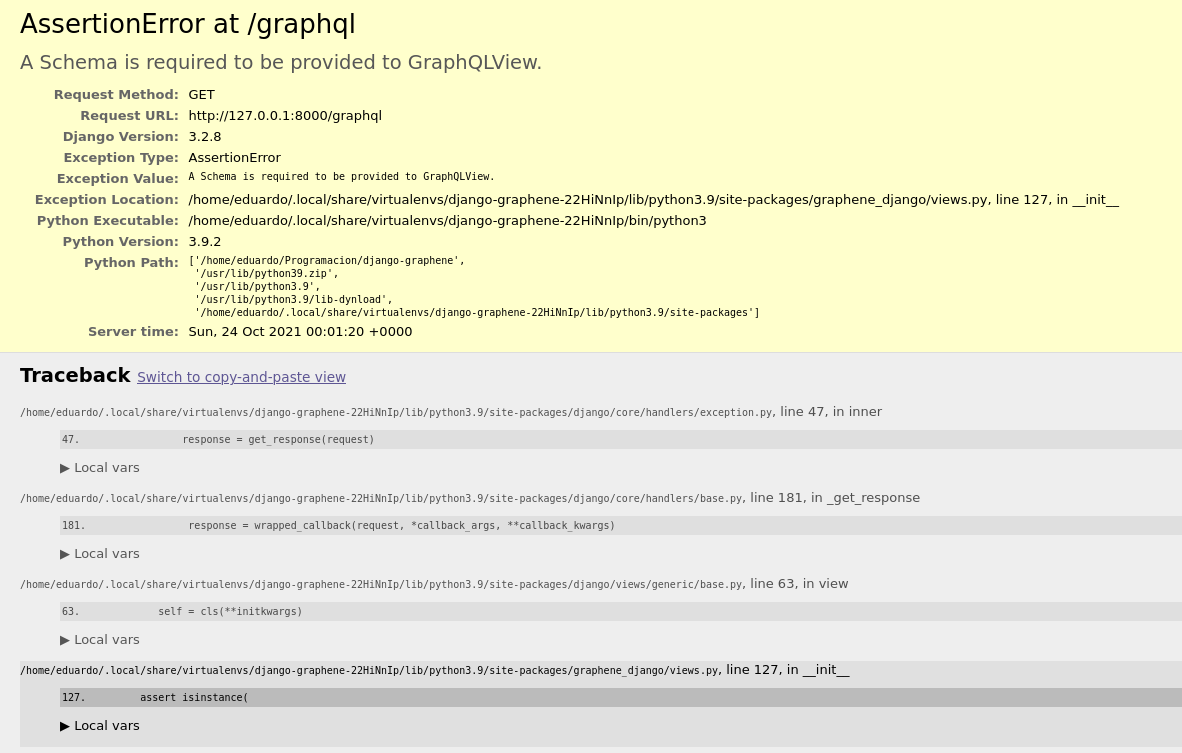 AssertionError at /graphql
A Schema is required to be provided to GraphQLView.
Request Method: GET
Request URL: http://127.0.0.1:8000/graphql
Django Version: 3.2.8
Exception Type: AssertionError
Exception Value: A Schema is required to be provided to GraphQLView.
Exception Location: /home/eduardo/.local/share/virtualenvs/django-graphene-22HiNnIp/lib/python3.9/site-packages/graphene_django/views.py, line 127, in __init__
Python Executable: /home/eduardo/.local/share/virtualenvs/django-graphene-22HiNnIp/bin/python3
Python Version: 3.9.2
Python Path: ['/home/eduardo/Programacion/django-graphene',
'/usr/lib/python39.zip',
'/usr/lib/python3.9',
'/usr/lib/python3.9/lib-dynload',
'/home/eduardo/.local/share/virtualenvs/django-graphene-22HiNnIp/lib/python3.9/site-packages']
Server time: Sun, 24 Oct 2021 00:01:20 +0000
Traceback Switch to copy-and-paste view
/home/eduardo/.local/share/virtualenvs/django-graphene-22HiNnIp/lib/python3.9/site-packages/django/core/handlers/exception.py, line 47, in inner
47. response = get_response(request)
▶ Local vars
/home/eduardo/.local/share/virtualenvs/django-graphene-22HiNnIp/lib/python3.9/site-packages/django/core/handlers/base.py, line 181, in _get_response
181. response = wrapped_callback(request, *callback_args, **callback_kwargs)
▶ Local vars
/home/eduardo/.local/share/virtualenvs/django-graphene-22HiNnIp/lib/python3.9/site-packages/django/views/generic/base.py, line 63, in view
63. self = cls(**initkwargs)
▶ Local vars
/home/eduardo/.local/share/virtualenvs/django-graphene-22HiNnIp/lib/python3.9/site-packages/graphene_django/views.py, line 127, in __init__
127. assert isinstance(
▶ Local vars